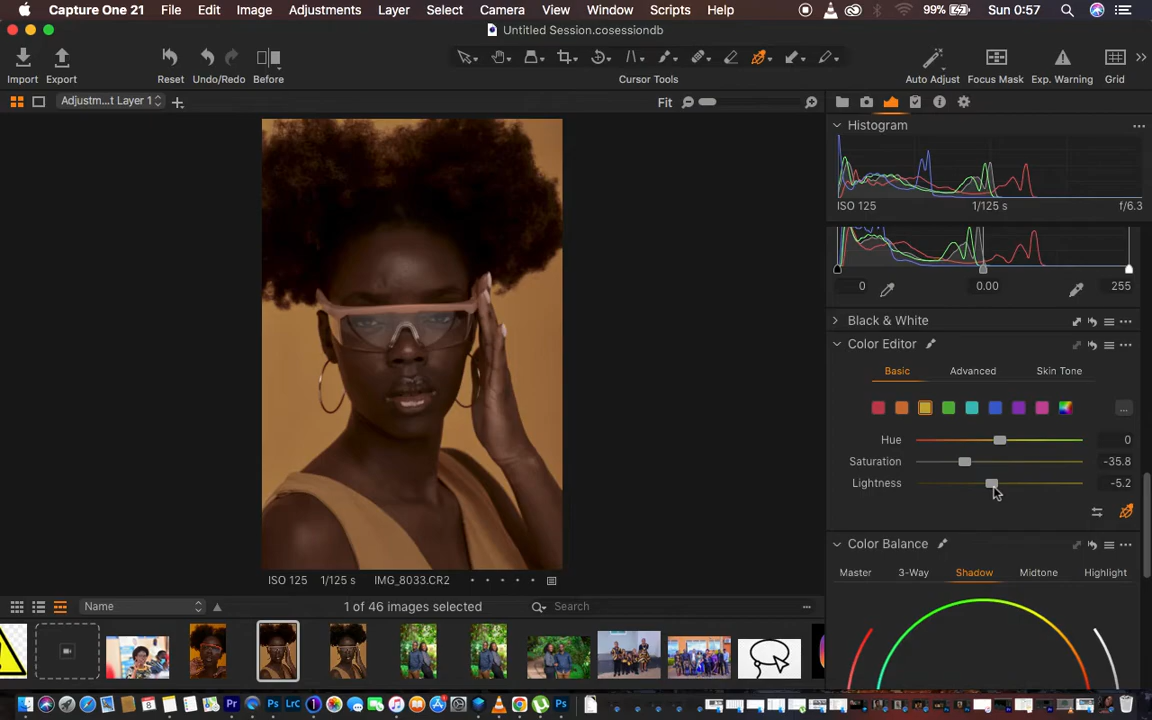 Capture One 21 File Edit Image Adjustments Layer Select Camera View Window Scripts Help 99% Sun 0:57
Untitled Session.cosessiondb
Import Export Reset Undo/Redo Before Cursor Tools Auto Adjust Focus Mask Exp. Warning Grid
Adjustm...t Layer 1 Fit
Histogram
ISO 125 1/125 s f/6.3
0 0.00 255
Black & White
Color Editor
Basic Advanced Skin Tone
Hue 0
Saturation -35.8
Lightness -5.2
Color Balance
Master 3-Way Shadow Midtone Highlight
ISO 125 1/125 s IMG_8033.CR2
Name 1 of 46 images selected Search